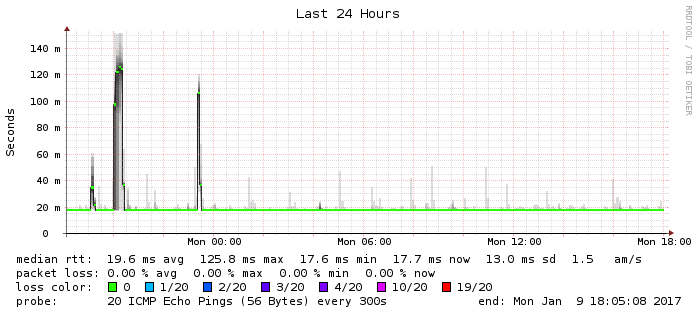 Last 24 Hours
RRDTOOL / TOBI OETIKER
Seconds
140 m
120 m
100 m
80 m
60 m
40 m
20 m
0
Mon 00:00 Mon 06:00 Mon 12:00 Mon 18:00
median rtt: 19.6 ms avg 125.8 ms max 17.6 ms min 17.7 ms now 13.0 ms sd 1.5 am/s
packet loss: 0.00 % avg 0.00 % max 0.00 % min 0.00 % now
loss color: 0 1/20 2/20 3/20 4/20 10/20 19/20
probe: 20 ICMP Echo Pings (56 Bytes) every 300s end: Mon Jan 9 18:05:08 2017